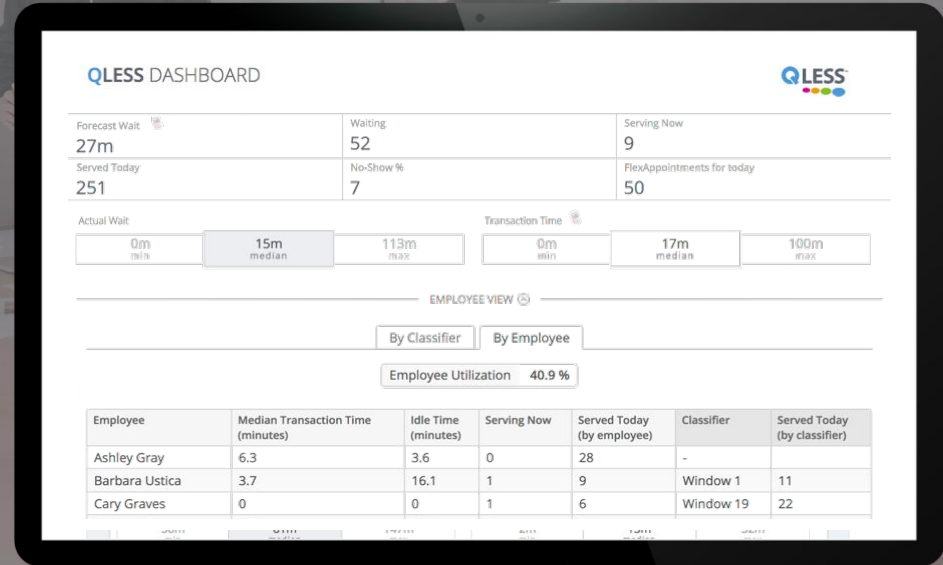 QLESS DASHBOARD
QLESS
Forecast Wait
27m
Waiting
52
Serving Now
9
Served Today
251
No-Show %
7
FlexAppointments for today
50
Actual Wait
0m
min
15m
median
113m
max
Transaction Time
0m
min
17m
median
100m
max
EMPLOYEE VIEW
By Classifier
By Employee
Employee Utilization 40.9 %
Employee Median Transaction Time (minutes) Idle Time (minutes) Serving Now Served Today (by employee) Classifier Served Today (by classifier)
Ashley Gray 6.3 3.6 0 28 -
Barbara Ustica 3.7 16.1 1 9 Window 1 11
Cary Graves 0 0 1 6 Window 19 22